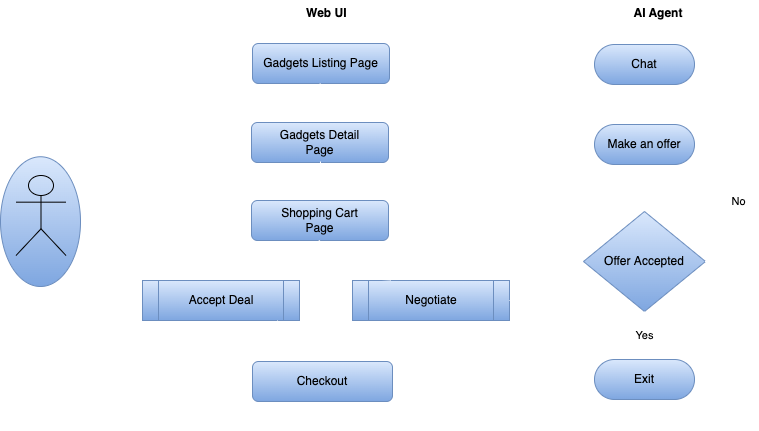 Web UI
AI Agent
Gadgets Listing Page
Chat
Gadgets Detail
Page
Make an offer
Shopping Cart
Page
No
Offer Accepted
Accept Deal
Negotiate
Yes
Checkout
Exit